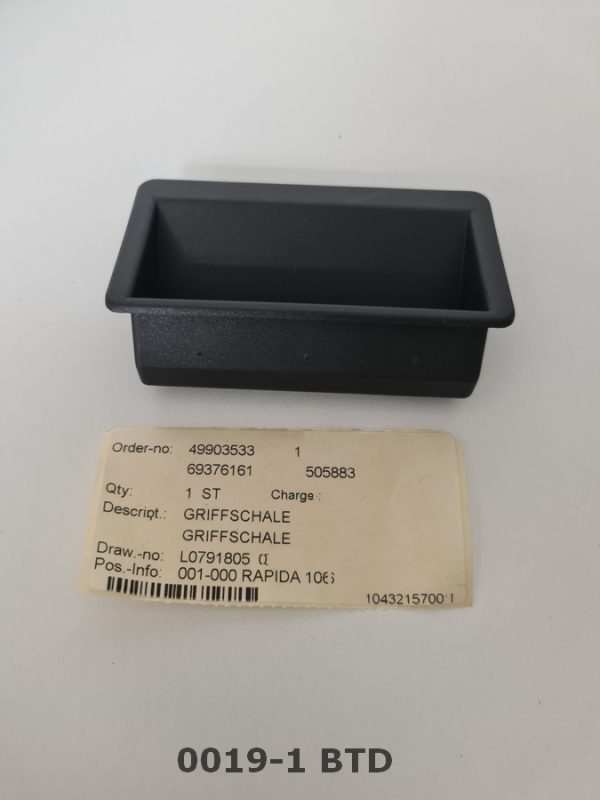 Order-no: 49903533 1
69376161 505883
Qty: 1 ST Charge :
Descript.: GRIFFSCHALE
GRIFFSCHALE
Draw.-no: L0791805
Pos.-Info: 001-000 RAPIDA 106
1043215700
0019-1 BTD